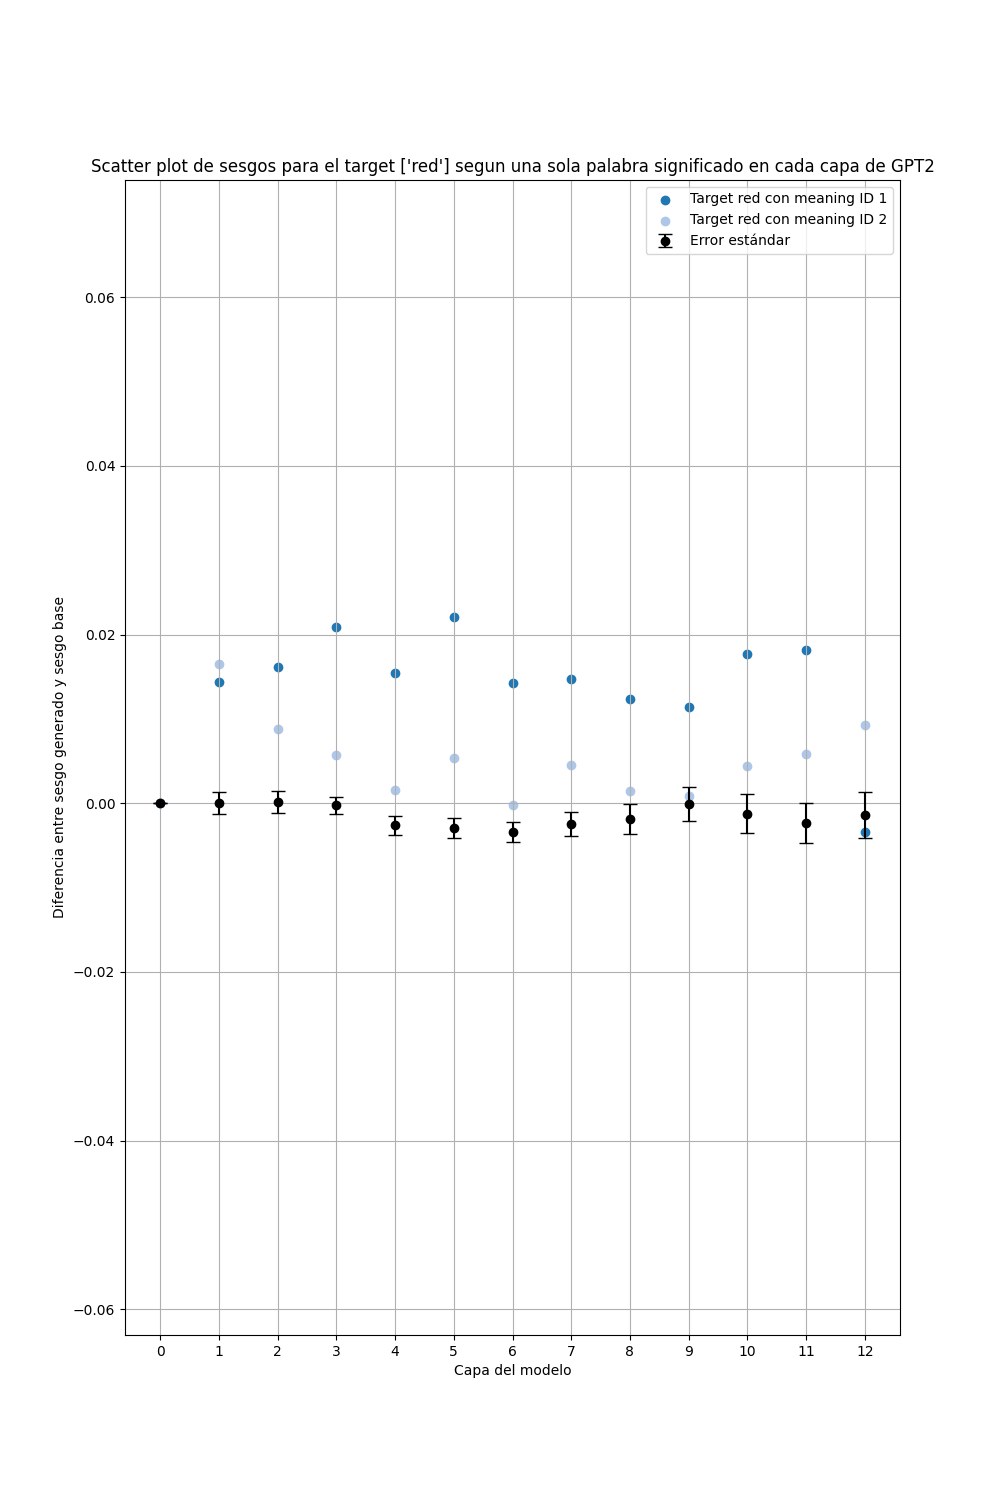 Scatter plot de sesgos para el target ['red'] segun una sola palabra significado en cada capa de GPT2
Target red con meaning ID 1
Target red con meaning ID 2
Error estándar
Diferencia entre sesgo generado y sesgo base
0.06
0.04
0.02
0.00
−0.02
−0.04
−0.06
0 1 2 3 4 5 6 7 8 9 10 11 12
Capa del modelo